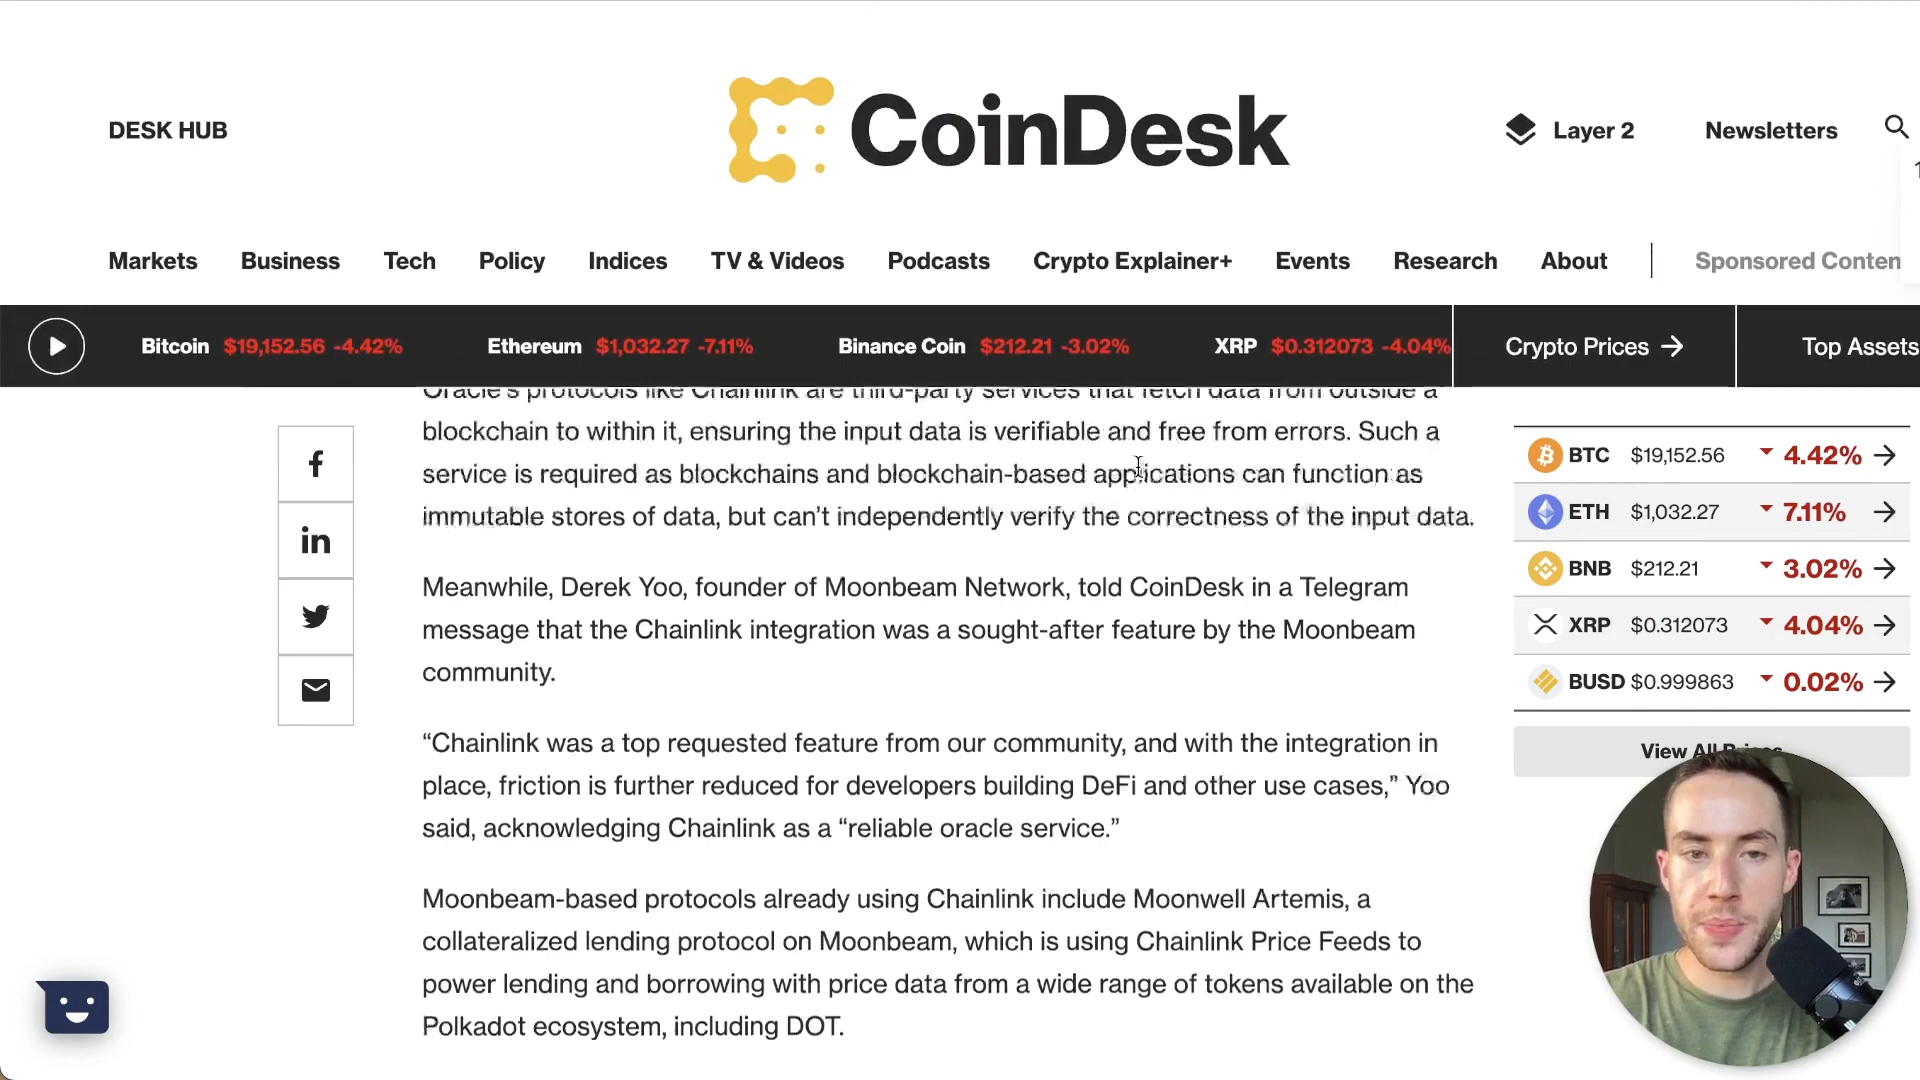 DESK HUB
CoinDesk
Layer 2
Newsletters
Markets
Business
Tech
Policy
Indices
TV & Videos
Podcasts
Crypto Explainer+
Events
Research
About
Sponsored Conten
Bitcoin $19,152.56 -4.42%
Ethereum $1,032.27 -7.11%
Binance Coin $212.21 -3.02%
XRP $0.312073 -4.04%
Crypto Prices →
Top Assets
Oracle's protocols like Chainlink are third-party services that fetch data from outside a
blockchain to within it, ensuring the input data is verifiable and free from errors. Such a
service is required as blockchains and blockchain-based applications can function as
immutable stores of data, but can’t independently verify the correctness of the input data.
Meanwhile, Derek Yoo, founder of Moonbeam Network, told CoinDesk in a Telegram
message that the Chainlink integration was a sought-after feature by the Moonbeam
community.
“Chainlink was a top requested feature from our community, and with the integration in
place, friction is further reduced for developers building DeFi and other use cases,” Yoo
said, acknowledging Chainlink as a “reliable oracle service.”
Moonbeam-based protocols already using Chainlink include Moonwell Artemis, a
collateralized lending protocol on Moonbeam, which is using Chainlink Price Feeds to
power lending and borrowing with price data from a wide range of tokens available on the
Polkadot ecosystem, including DOT.
BTC $19,152.56 4.42% →
ETH $1,032.27 7.11% →
BNB $212.21 3.02% →
XRP $0.312073 4.04% →
BUSD $0.999863 0.02% →
View All Prices